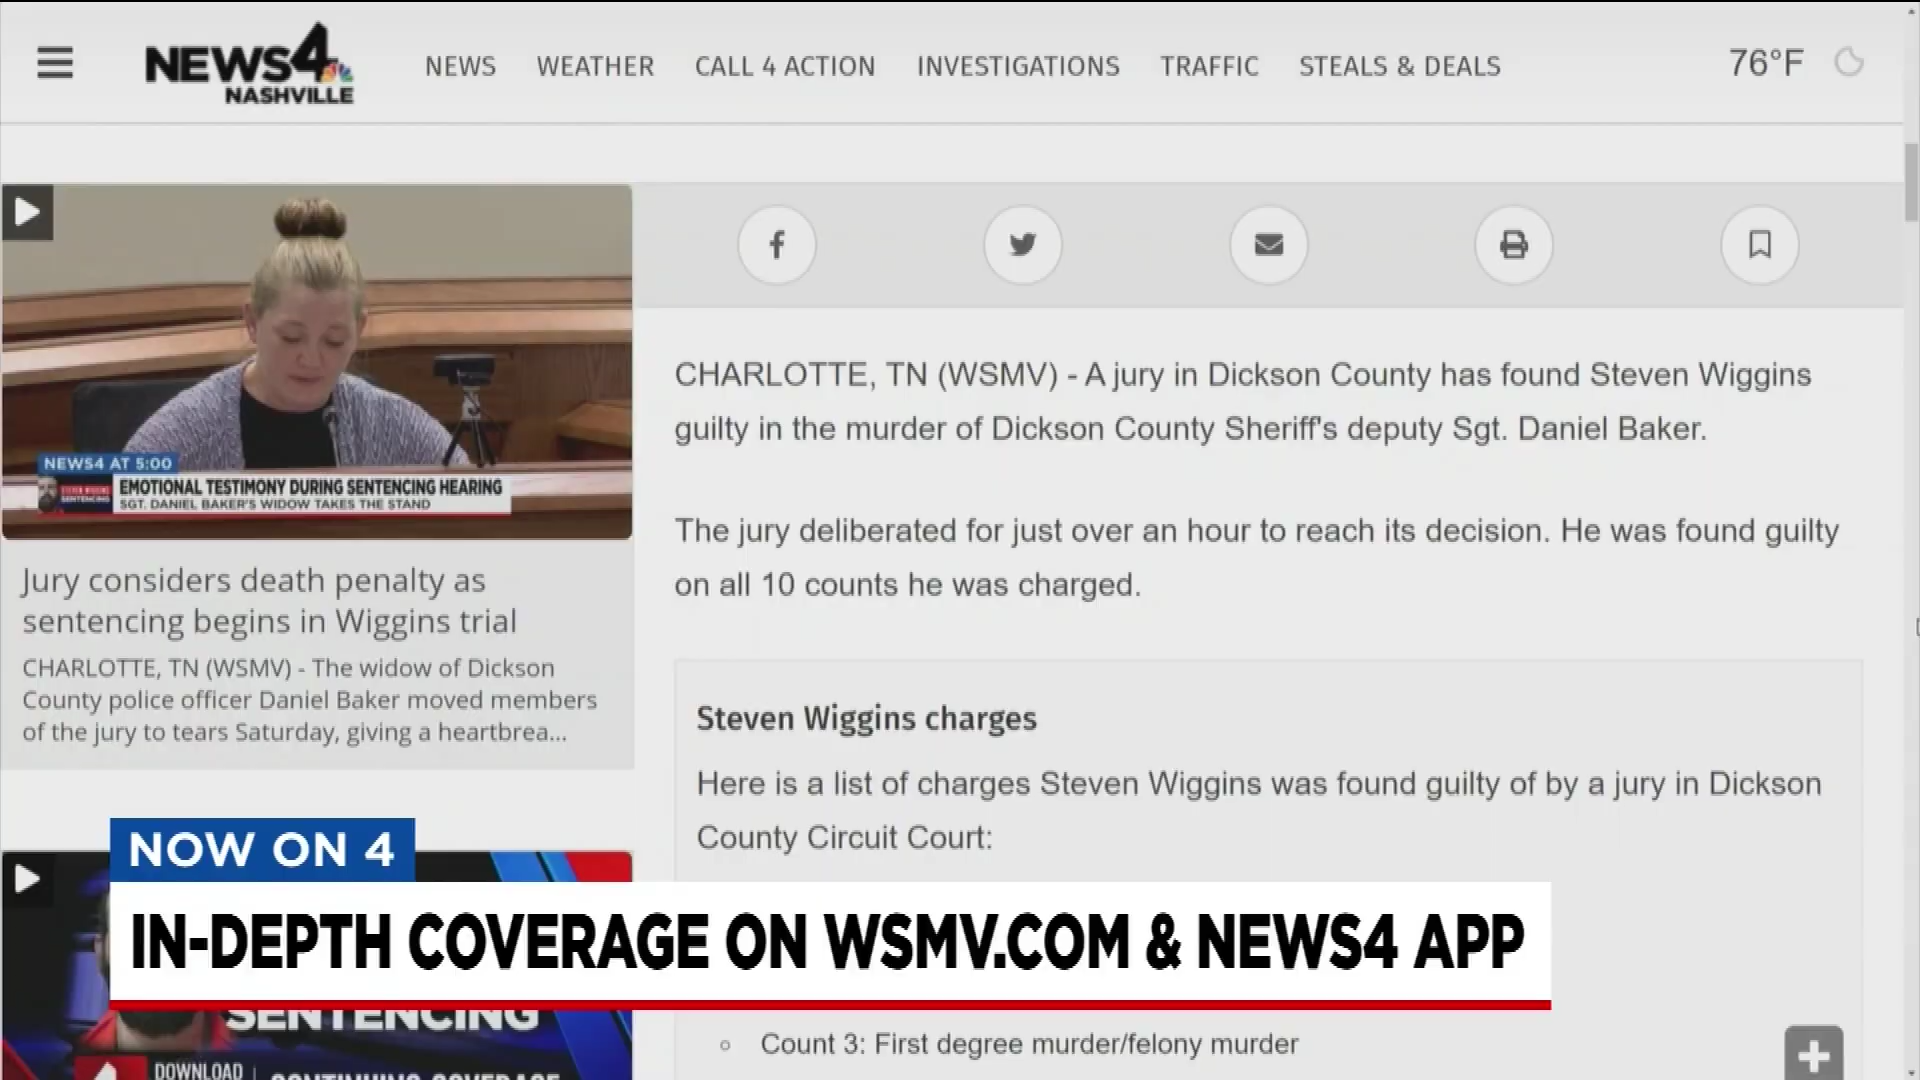 NEWS4
NASHVILLE
NEWS WEATHER CALL 4 ACTION INVESTIGATIONS TRAFFIC STEALS & DEALS
76°F
NEWS4 AT 5:00
STEVEN WIGGINS
SENTENCING
EMOTIONAL TESTIMONY DURING SENTENCING HEARING
SGT. DANIEL BAKER'S WIDOW TAKES THE STAND
Jury considers death penalty as
sentencing begins in Wiggins trial
CHARLOTTE, TN (WSMV) - The widow of Dickson
County police officer Daniel Baker moved members
of the jury to tears Saturday, giving a heartbrea...
CHARLOTTE, TN (WSMV) - A jury in Dickson County has found Steven Wiggins
guilty in the murder of Dickson County Sheriff's deputy Sgt. Daniel Baker.
The jury deliberated for just over an hour to reach its decision. He was found guilty
on all 10 counts he was charged.
Steven Wiggins charges
Here is a list of charges Steven Wiggins was found guilty of by a jury in Dickson
County Circuit Court:
Count 3: First degree murder/felony murder
NOW ON 4
IN-DEPTH COVERAGE ON WSMV.COM & NEWS4 APP
SENTENCING
DOWNLOAD
CONTINUING COVERAGE